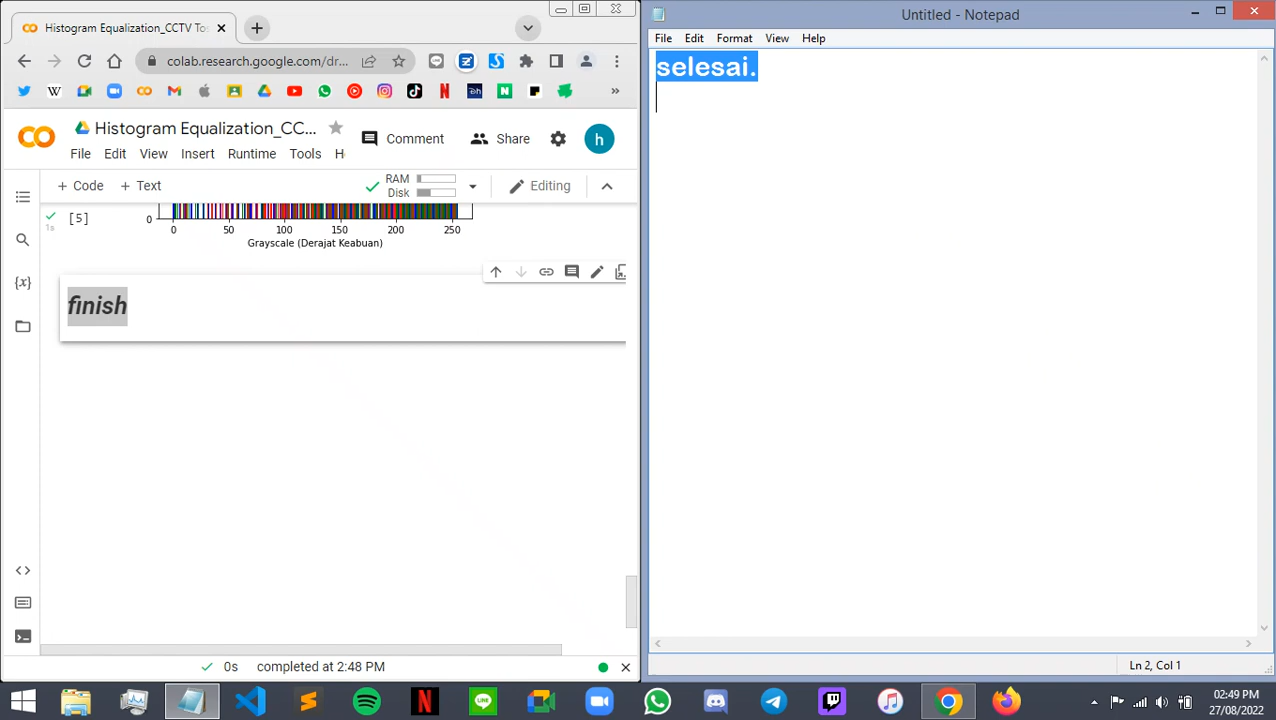 Histogram Equalization_CCTV To
colab.research.google.com/dr...
Histogram Equalization_CC...
Comment
Share
h
File Edit View Insert Runtime Tools H
+ Code + Text
RAM
Disk
Editing
[5]
1s
0
0 50 100 150 200 250
Grayscale (Derajat Keabuan)
finish
{x}
0s completed at 2:48 PM
Untitled - Notepad
File Edit Format View Help
selesai.
Ln 2, Col 1
02:49 PM
27/08/2022